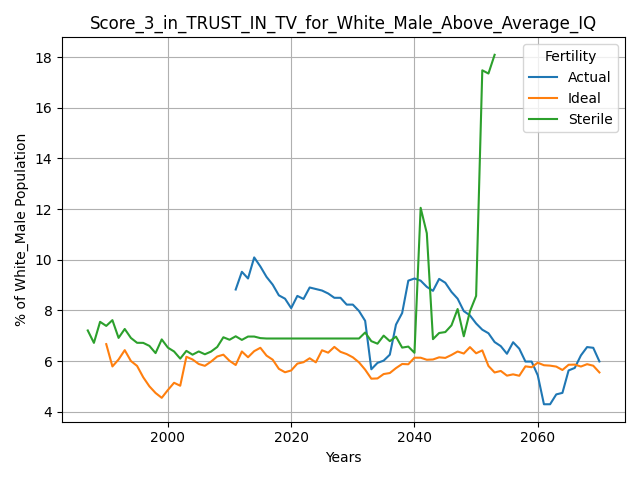 Score_3_in_TRUST_IN_TV_for_White_Male_Above_Average_IQ
% of White_Male Population
18
16
14
12
10
8
6
4
Fertility
Actual
Ideal
Sterile
2000 2020 2040 2060
Years